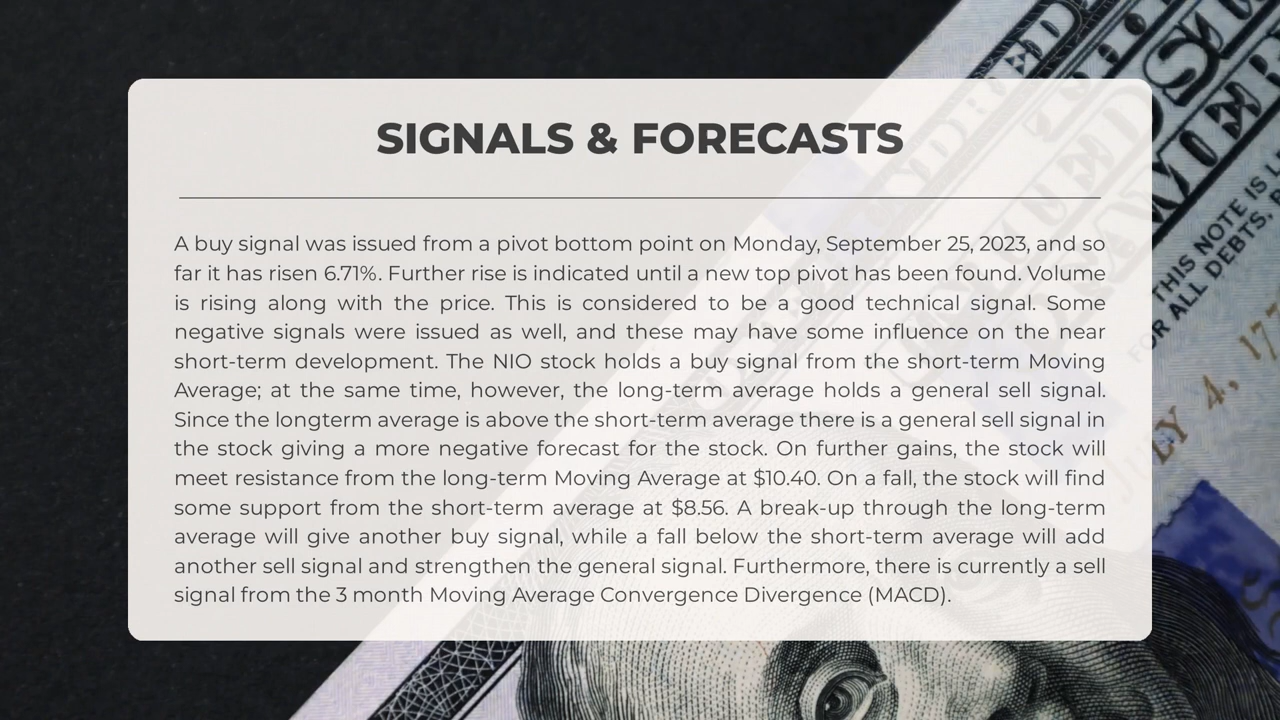 SIGNALS & FORECASTS
A buy signal was issued from a pivot bottom point on Monday, September 25, 2023, and so
far it has risen 6.71%. Further rise is indicated until a new top pivot has been found. Volume
is rising along with the price. This is considered to be a good technical signal. Some
negative signals were issued as well, and these may have some influence on the near
short-term development. The NIO stock holds a buy signal from the short-term Moving
Average; at the same time, however, the long-term average holds a general sell signal.
Since the longterm average is above the short-term average there is a general sell signal in
the stock giving a more negative forecast for the stock. On further gains, the stock will
meet resistance from the long-term Moving Average at $10.40. On a fall, the stock will find
some support from the short-term average at $8.56. A break-up through the long-term
average will give another buy signal, while a fall below the short-term average will add
another sell signal and strengthen the general signal. Furthermore, there is currently a sell
signal from the 3 month Moving Average Convergence Divergence (MACD).
THIS NOTE IS L
FOR ALL DEBTS, P
JULY 4, 177